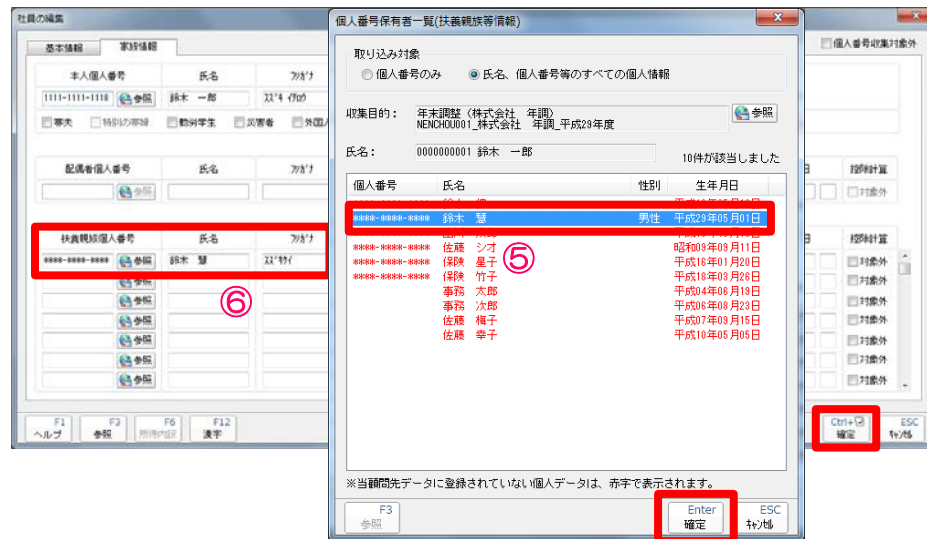 社員の編集
基本情報 家族情報
個人番号収集対象外
本人個人番号 氏名 ﾌﾘｶﾞﾅ
1111-1111-1118 参照 鈴木 一郎 ｽｽﾞｷ ｲﾁﾛｳ
寡夫 特別の寡婦 勤労学生 災害者 外国人
配偶者個人番号 氏名 ﾌﾘｶﾞﾅ 控除計算
参照 対象外
扶養親族個人番号 氏名 ﾌﾘｶﾞﾅ 控除計算
****-****-**** 参照 鈴木 慧 対象外
参照 対象外
参照 対象外
参照 対象外
参照 対象外
参照 対象外
参照 対象外
⑥
F1 ヘルプ
F3 参照
F6 所得内訳
F12 漢字
Ctrl+ 確定
ESC ｷｬﾝｾﾙ
個人番号保有者一覧(扶養親族等情報)
取り込み対象
個人番号のみ 氏名、個人番号等のすべての個人情報
収集目的： 年末調整（株式会社 年調） 参照
NENCHOU001_株式会社 年調_平成29年度
氏名： 0000000001 鈴木 一郎
10件が該当しました
個人番号 氏名 性別 生年月日
****-****-**** 鈴木 慧 男性 平成29年05月01日
****-****-**** 佐藤 シオ 昭和09年09月11日
****-****-**** 保険 星子 平成16年01月20日
****-****-**** 保険 竹子 平成18年03月26日
事務 太郎 平成04年06月19日
事務 次郎 平成06年08月23日
佐藤 梅子 平成07年09月15日
佐藤 幸子 平成10年05月05日
⑤
※当顧問先データに登録されていない個人データは、赤字で表示されます。
F3 参照
Enter 確定
ESC ｷｬﾝｾﾙ